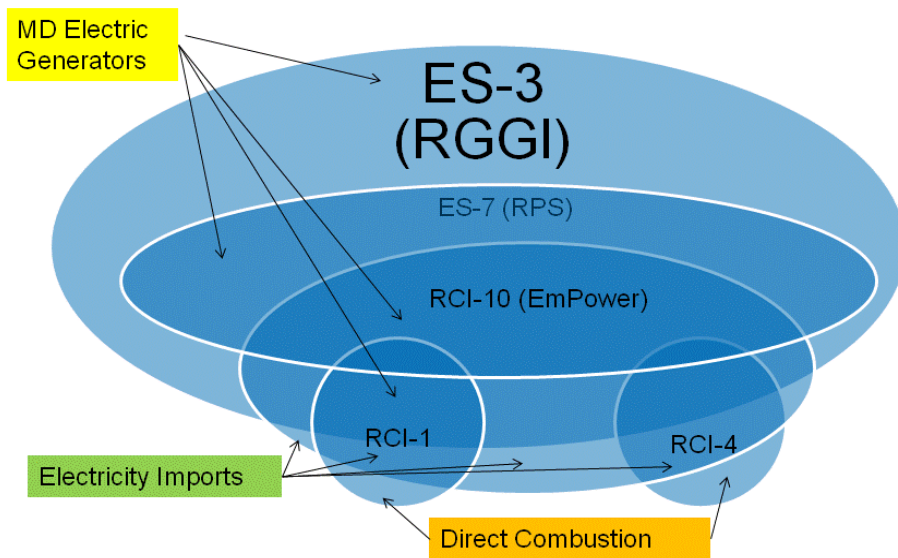 MD Electric
Generators
ES-3
(RGGI)
ES-7 (RPS)
RCI-10 (EmPower)
RCI-1
RCI-4
Electricity Imports
Direct Combustion